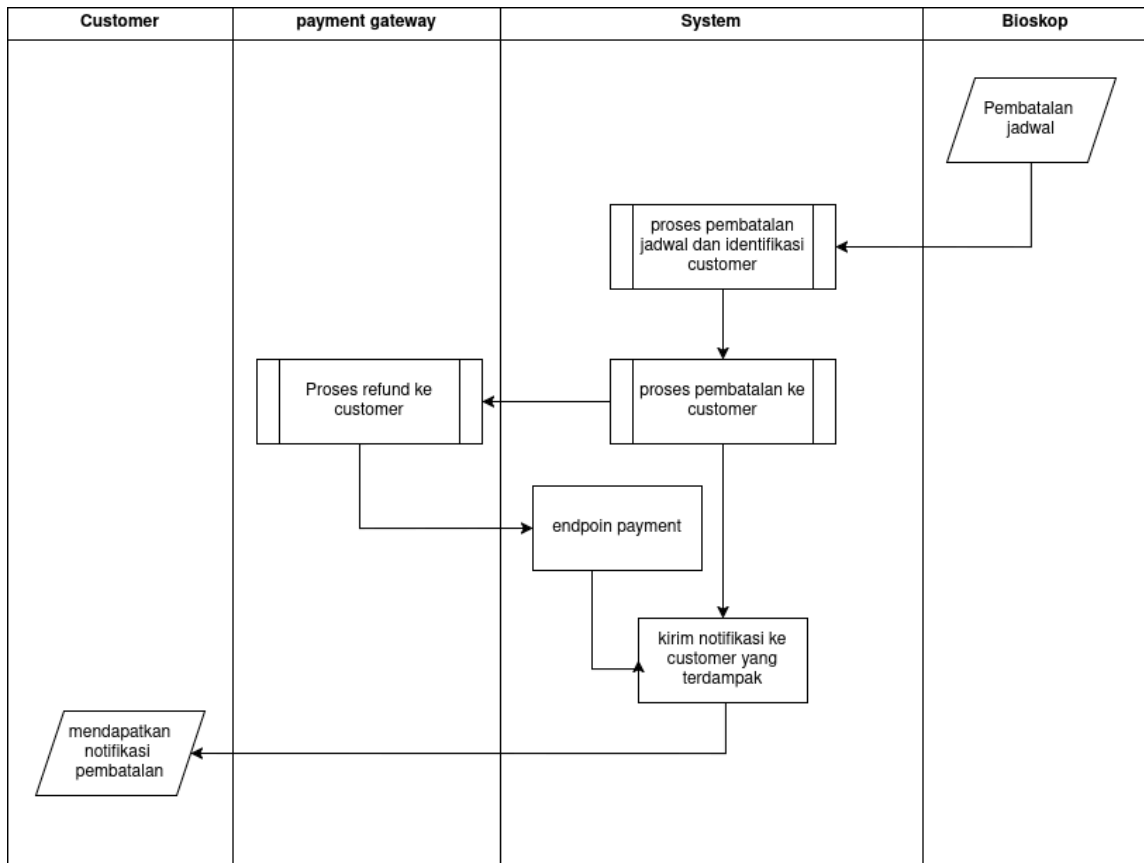 Customer
payment gateway
System
Bioskop
Pembatalan
jadwal
proses pembatalan
jadwal dan identifikasi
customer
Proses refund ke
customer
proses pembatalan ke
customer
endpoin payment
kirim notifikasi ke
customer yang
terdampak
mendapatkan
notifikasi
pembatalan